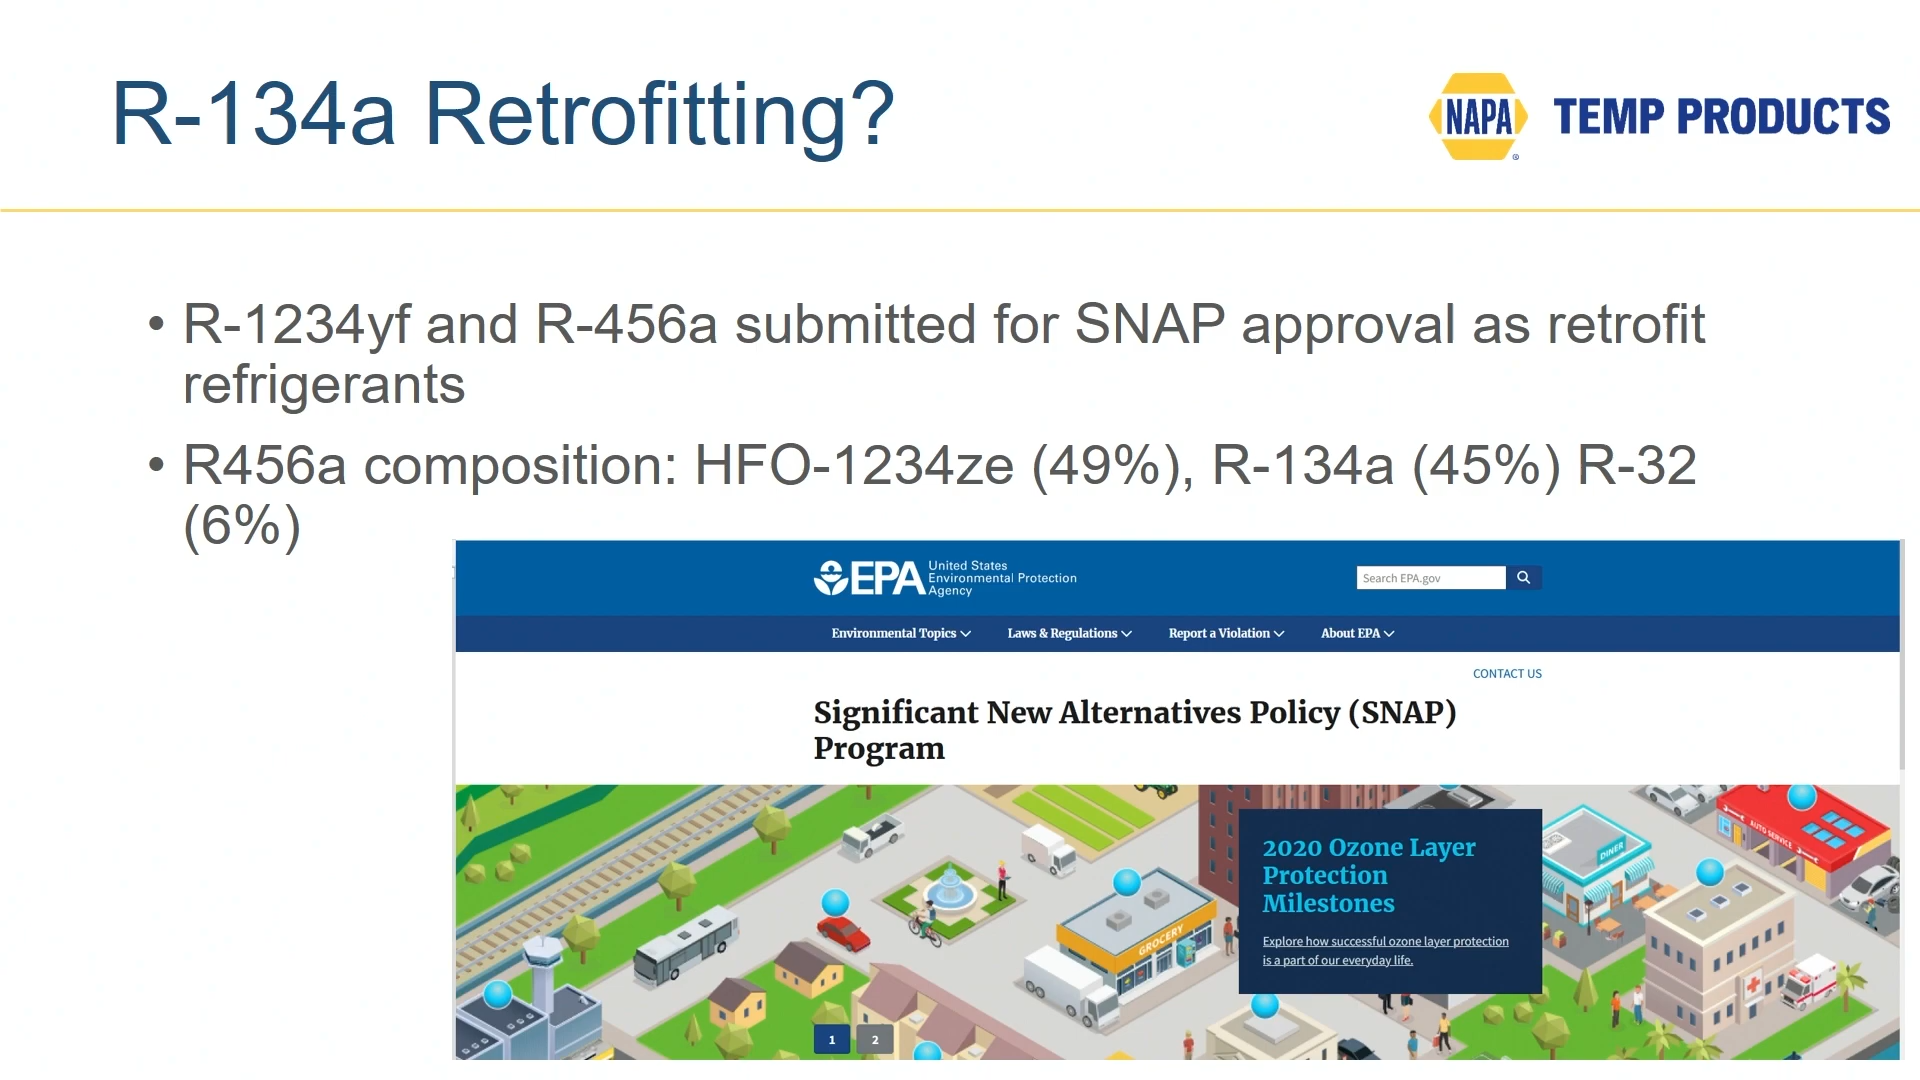 R-134a Retrofitting?
NAPA
®
TEMP PRODUCTS
• R-1234yf and R-456a submitted for SNAP approval as retrofit
refrigerants
• R456a composition: HFO-1234ze (49%), R-134a (45%) R-32
(6%)
EPA
United States
Environmental Protection
Agency
Search EPA.gov
Environmental Topics
Laws & Regulations
Report a Violation
About EPA
CONTACT US
Significant New Alternatives Policy (SNAP)
Program
2020 Ozone Layer
Protection
Milestones
Explore how successful ozone layer protection
is a part of our everyday life.
GROCERY
DINER
AUTO SERVICE
1
2